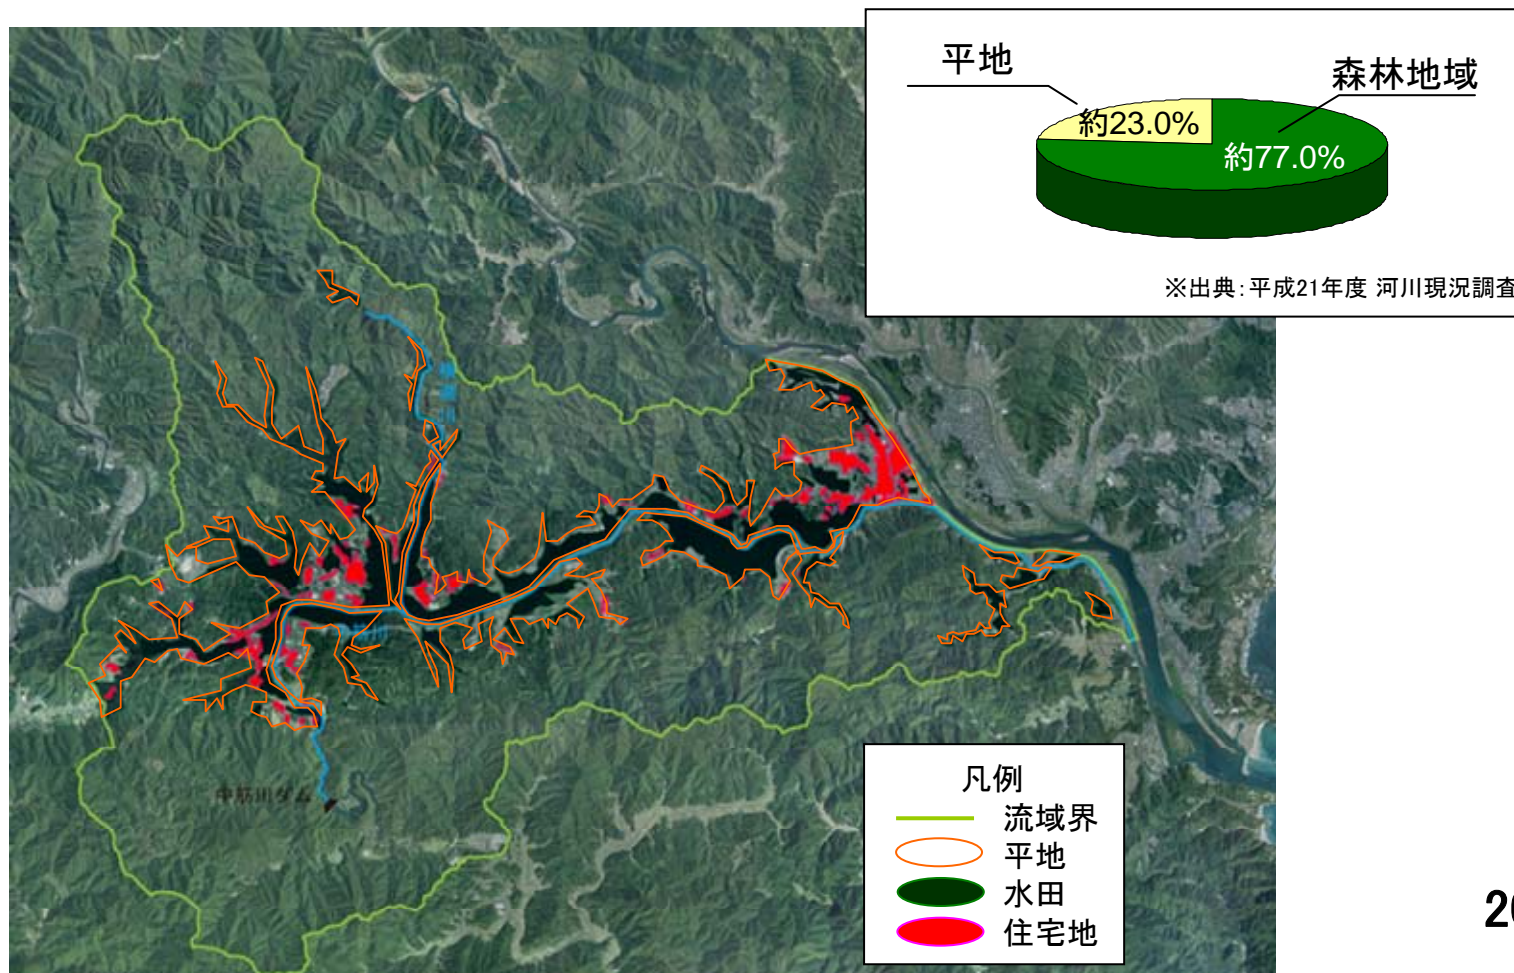 平地
森林地域
約23.0%
約77.0%
※出典:平成21年度 河川現況調査
中筋川ダム
凡例
流域界
平地
水田
住宅地